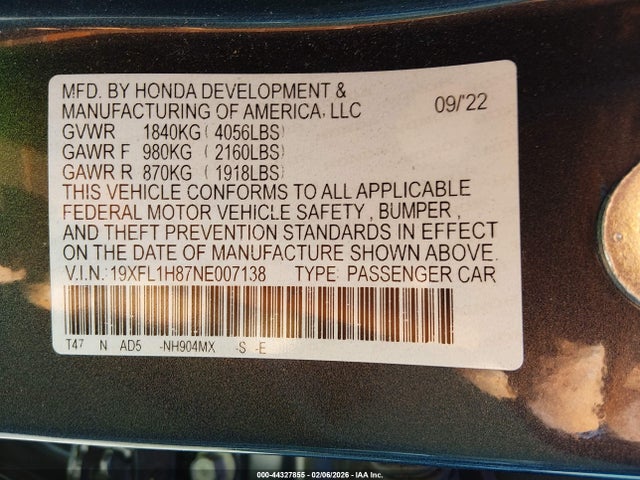 MFD. BY HONDA DEVELOPMENT &
MANUFACTURING OF AMERICA, LLC 09/'22
GVWR 1840KG ( 4056LBS)
GAWR F 980KG ( 2160LBS)
GAWR R 870KG ( 1918LBS)
THIS VEHICLE CONFORMS TO ALL APPLICABLE
FEDERAL MOTOR VEHICLE SAFETY , BUMPER ,
AND THEFT PREVENTION STANDARDS IN EFFECT
ON THE DATE OF MANUFACTURE SHOWN ABOVE.
V.I.N.: 19XFL1H87NE007138 TYPE: PASSENGER CAR
T47 N AD5 -NH904MX -S -E
000-44327855 - 02/06/2026 - IAA Inc.